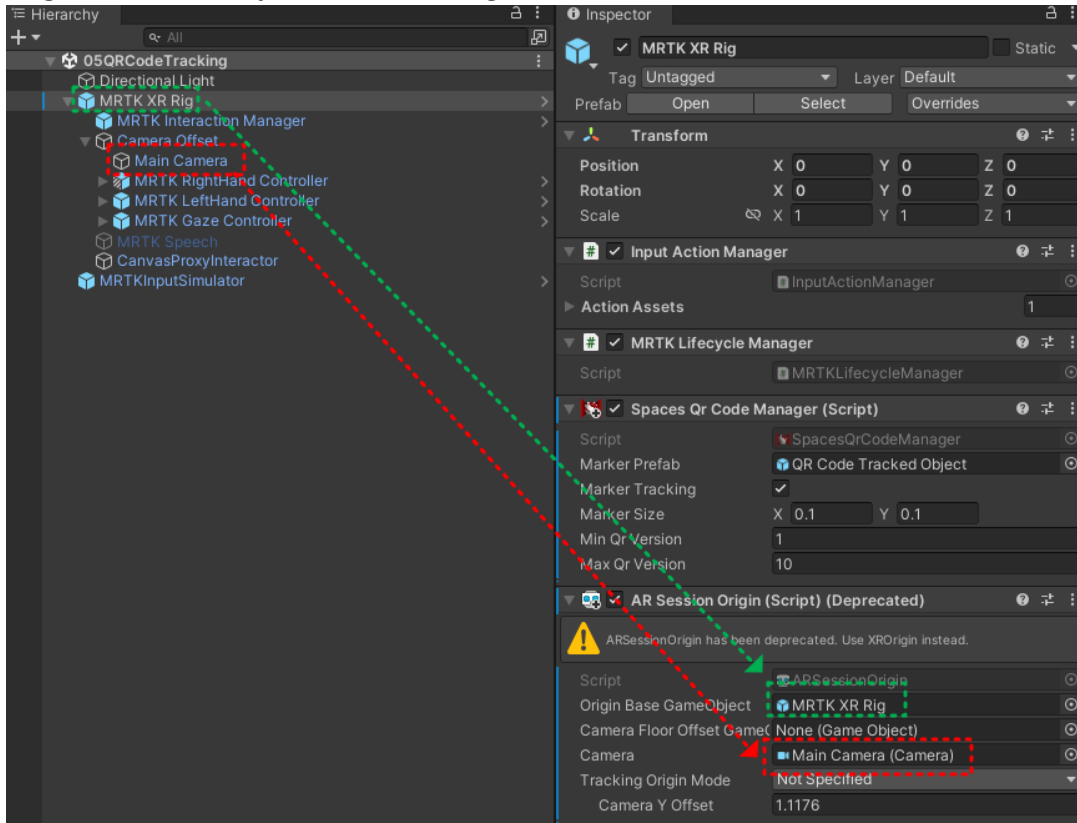 Hierarchy
All
05QRCodeTracking
Directional Light
MRTK XR Rig
MRTK Interaction Manager
Camera Offset
Main Camera
MRTK RightHand Controller
MRTK LeftHand Controller
MRTK Gaze Controller
MRTK Speech
CanvasProxyInteractor
MRTKInputSimulator
Inspector
MRTK XR Rig Static
Tag Untagged Layer Default
Prefab Open Select Overrides
Transform
Position X 0 Y 0 Z 0
Rotation X 0 Y 0 Z 0
Scale X 1 Y 1 Z 1
# Input Action Manager
Script InputActionManager
Action Assets 1
# MRTK Lifecycle Manager
Script MRTKLifecycleManager
Spaces Qr Code Manager (Script)
Script SpacesQrCodeManager
Marker Prefab QR Code Tracked Object
Marker Tracking
Marker Size X 0.1 Y 0.1
Min Qr Version 1
Max Qr Version 10
AR Session Origin (Script) (Deprecated)
ARSessionOrigin has been deprecated. Use XROrigin instead.
Script ARSessionOrigin
Origin Base GameObject MRTK XR Rig
Camera Floor Offset Game None (Game Object)
Camera Main Camera (Camera)
Tracking Origin Mode Not Specified
Camera Y Offset 1.1176